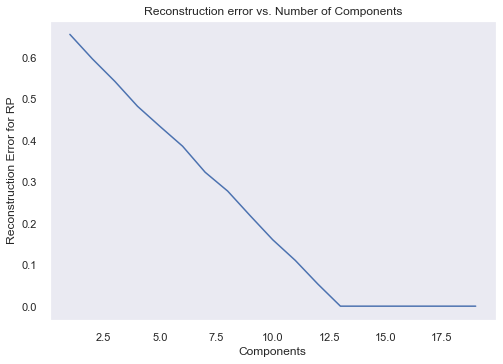 Reconstruction error vs. Number of Components
Reconstruction Error for RP
0.6
0.5
0.4
0.3
0.2
0.1
0.0
2.5 5.0 7.5 10.0 12.5 15.0 17.5
Components